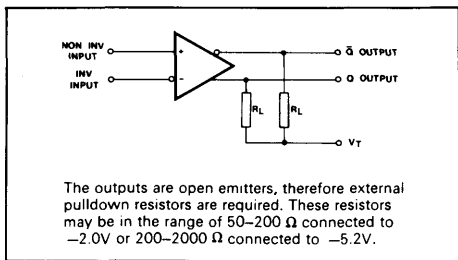 NON INV
INPUT
INV
INPUT
+
-
Q̄ OUTPUT
Q OUTPUT
RL
RL
VT
The outputs are open emitters, therefore external
pulldown resistors are required. These resistors
may be in the range of 50–200 Ω connected to
−2.0V or 200–2000 Ω connected to −5.2V.